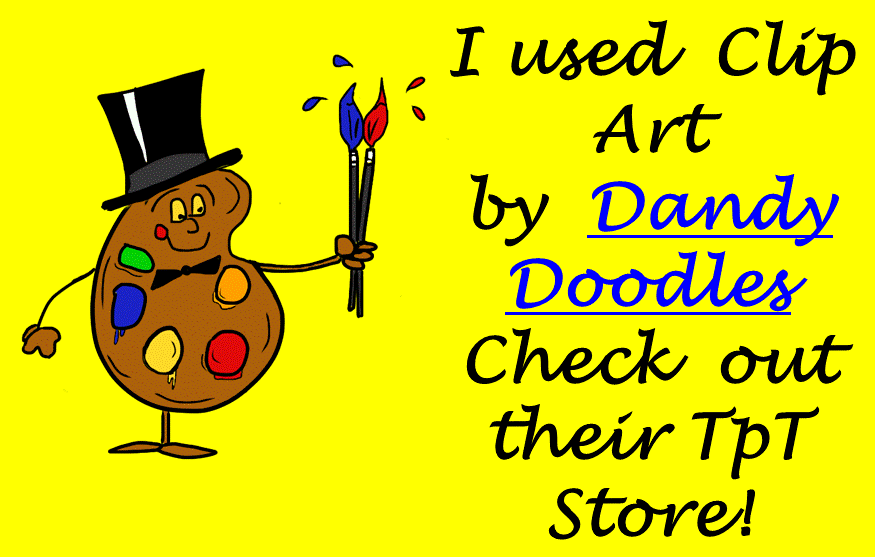 I used Clip
Art
by Dandy
Doodles
Check out
their TpT
Store!